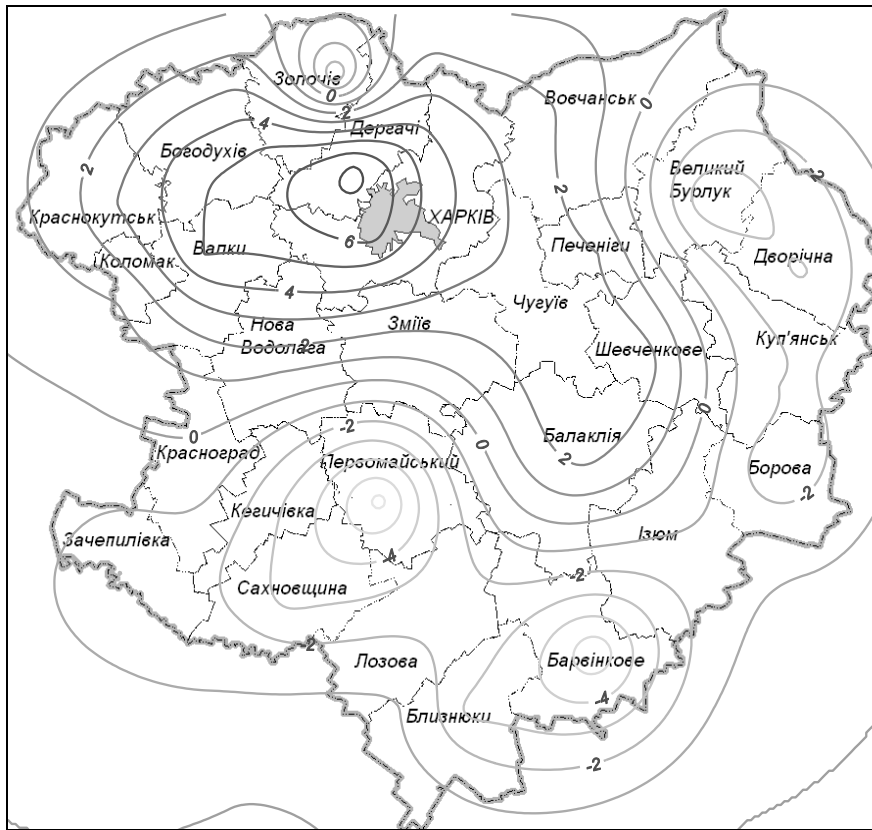 Золочів
0
-2
4
Дергачі
Вовчанськ
0
Богодухів
2
Великий
Бурлук
-2
2
Краснокутськ
ХАРКІВ
6
Валки
Печеніги
Коломак
Дворічна
4
Чугуїв
Нова
Водолага
2
Зміїв
Шевченкове
Куп'янськ
0
0
-2
0
Балаклія
2
Красноград
Первомайський
Борова
-2
Кегичівка
Зачепилівка
Ізюм
-4
-2
Сахновщина
-2
Лозова
Барвінкове
-4
Близнюки
-2